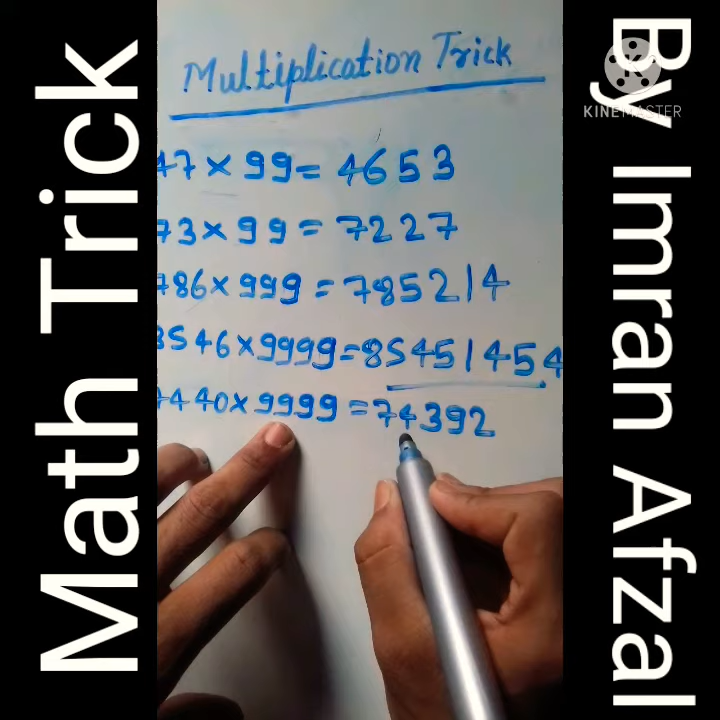 Math Trick
Multiplication Trick
47 × 99 = 4653
73 × 99 = 7227
786 × 999 = 785214
8546 × 9999 = 85451454
7440 × 9999 = 74392
By Imran Afzal
K
KINEMASTER